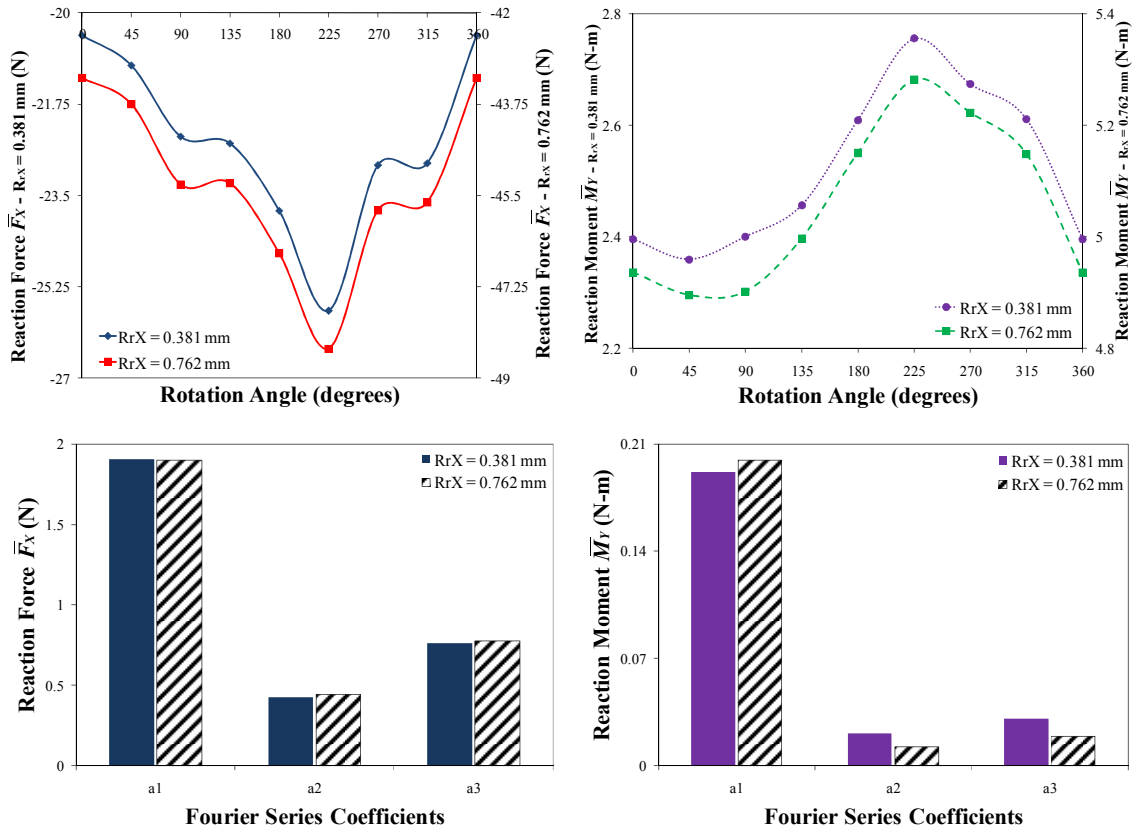 -20
-21.75
-23.5
-25.25
-27
Reaction Force F̅X - RrX = 0.381 mm (N)
0 45 90 135 180 225 270 315 360
-42
-43.75
-45.5
-47.25
-49
Reaction Force F̅X - RrX = 0.762 mm (N)
RrX = 0.381 mm
RrX = 0.762 mm
Rotation Angle (degrees)
2.8
2.6
2.4
2.2
Reaction Moment M̅Y - RrX = 0.381 mm (N-m)
5.4
5.2
5
4.8
Reaction Moment M̅Y - RrX = 0.762 mm (N-m)
RrX = 0.381 mm
RrX = 0.762 mm
0 45 90 135 180 225 270 315 360
Rotation Angle (degrees)
2
1.5
1
0.5
0
Reaction Force F̅X (N)
RrX = 0.381 mm
RrX = 0.762 mm
a1 a2 a3
Fourier Series Coefficients
0.21
0.14
0.07
0
Reaction Moment M̅Y (N-m)
RrX = 0.381 mm
RrX = 0.762 mm
a1 a2 a3
Fourier Series Coefficients